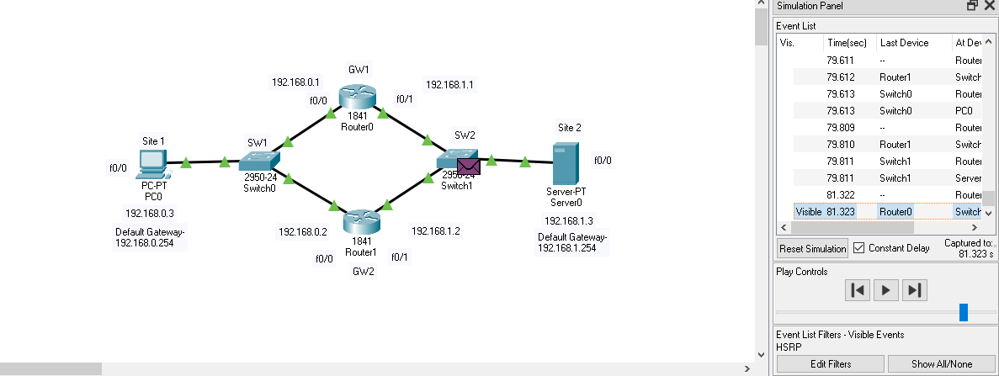 Simulation Panel
Event List
Vis. Time(sec) Last Device At Dev
79.611 -- Router
79.612 Router1 Switch
79.613 Switch0 Router
79.613 Switch0 PC0
79.809 -- Router
79.810 Router1 Switch
79.811 Switch1 Router
79.811 Switch1 Server
81.322 -- Router
Visible 81.323 Router0 Switch
Reset Simulation Constant Delay Captured to:
81.323 s
Play Controls
Event List Filters - Visible Events
HSRP
Edit Filters Show All/None
GW1
192.168.0.1 192.168.1.1
f0/0 f0/1
1841
Router0
Site 1 SW1 SW2 Site 2
f0/0 f0/0
PC-PT
PC0
2950-24
Switch0
2950-24
Switch1
Server-PT
Server0
192.168.0.3
Default Gateway-
192.168.0.254
192.168.1.3
Default Gateway-
192.168.1.254
192.168.0.2 192.168.1.2
1841
Router1
f0/0 f0/1
GW2